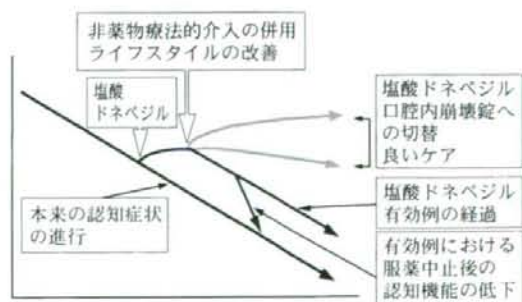 非薬物療法的介入の併用
ライフスタイルの改善
塩酸
ドネペジル
塩酸ドネペジル
口腔内崩壊錠へ
の切替
良いケア
本来の認知症状
の進行
塩酸ドネペジル
有効例の経過
有効例における
服薬中止後の
認知機能の低下